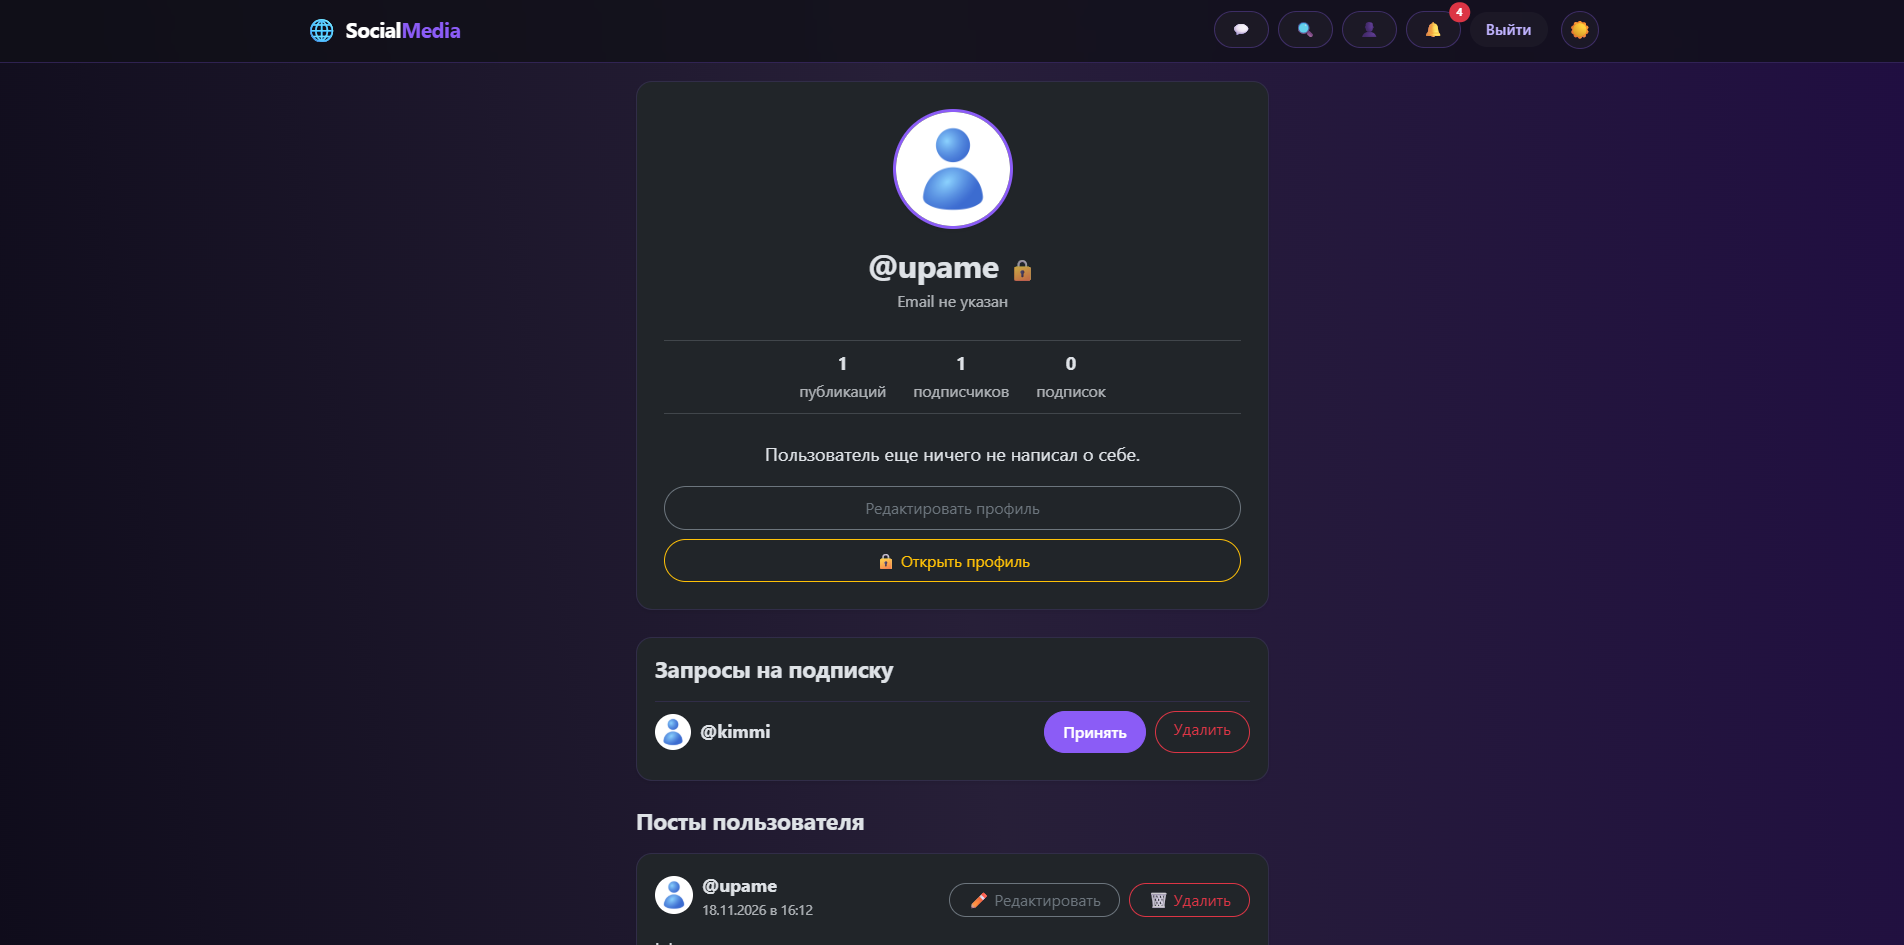 SocialMedia
4
Выйти
@upame
Email не указан
1 1 0
публикаций подписчиков подписок
Пользователь еще ничего не написал о себе.
Редактировать профиль
Открыть профиль
Запросы на подписку
@kimmi Принять Удалить
Посты пользователя
@upame
18.11.2026 в 16:12
Редактировать Удалить